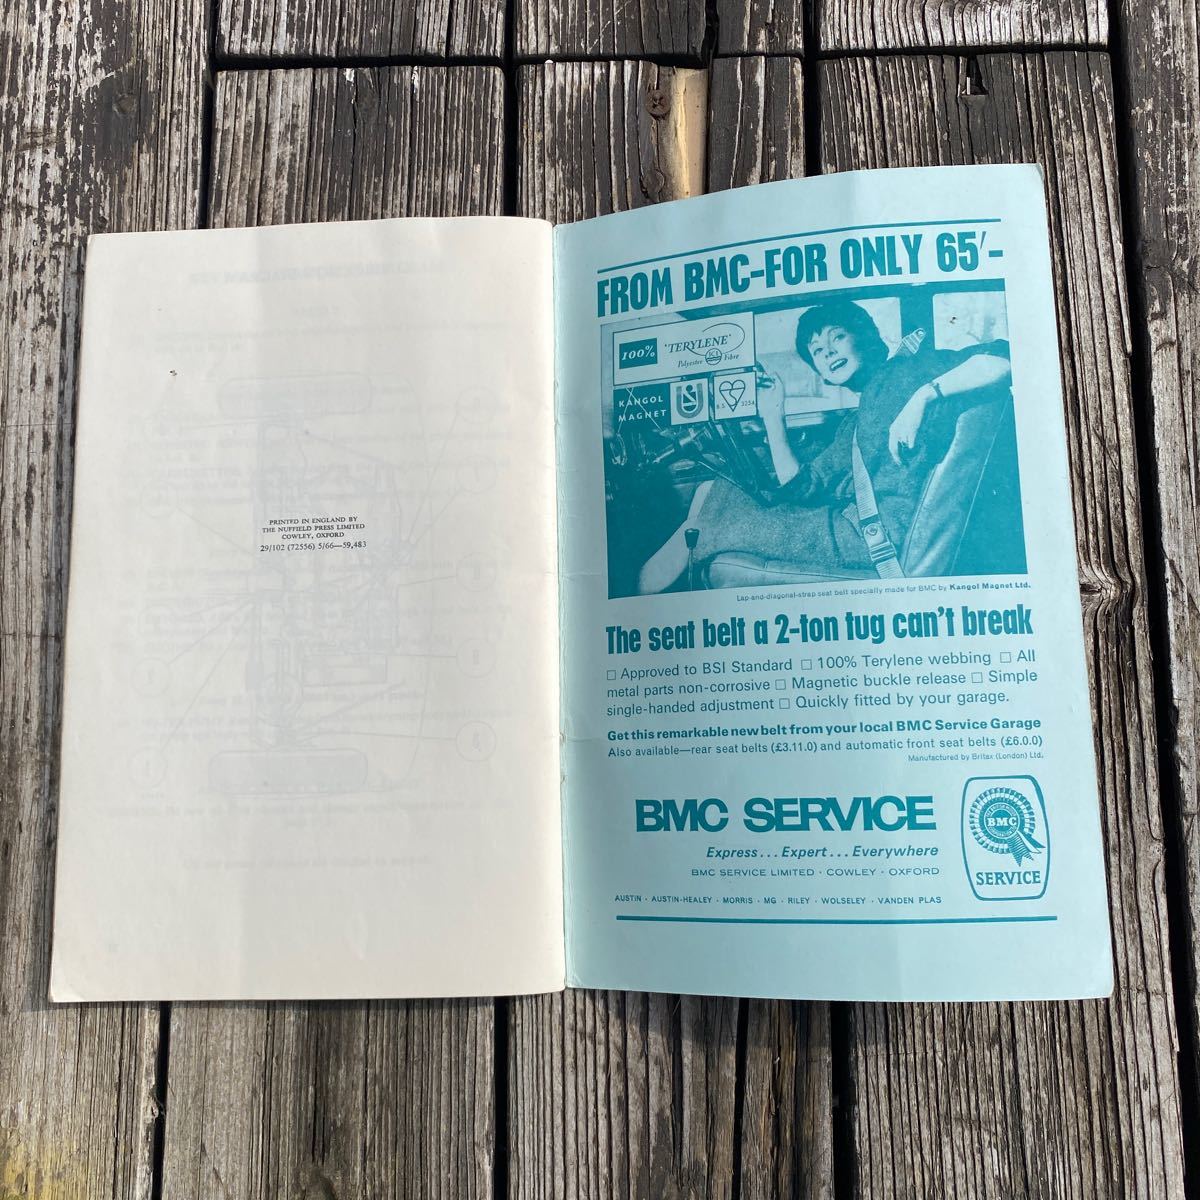 PRINTED IN ENGLAND BY
THE NUFFIELD PRESS LIMITED
COWLEY, OXFORD
29/102 (72556) 5/66—59,483
FROM BMC-FOR ONLY 65'-
100%
'TERYLENE'
Polyester Fibre
ICI
KANGOL
MAGNET
B.S. 3254
Lap-and-diagonal-strap seat belt specially made for BMC by Kangol Magnet Ltd.
The seat belt a 2-ton tug can't break
□ Approved to BSI Standard □ 100% Terylene webbing □ All
metal parts non-corrosive □ Magnetic buckle release □ Simple
single-handed adjustment □ Quickly fitted by your garage.
Get this remarkable new belt from your local BMC Service Garage
Also available—rear seat belts (£3.11.0) and automatic front seat belts (£6.0.0)
Manufactured by Britax (London) Ltd.
BMC SERVICE
Express...Expert...Everywhere
BMC SERVICE LIMITED · COWLEY · OXFORD
AUSTIN · AUSTIN-HEALEY · MORRIS · MG · RILEY · WOLSELEY · VANDEN PLAS
BMC
SERVICE